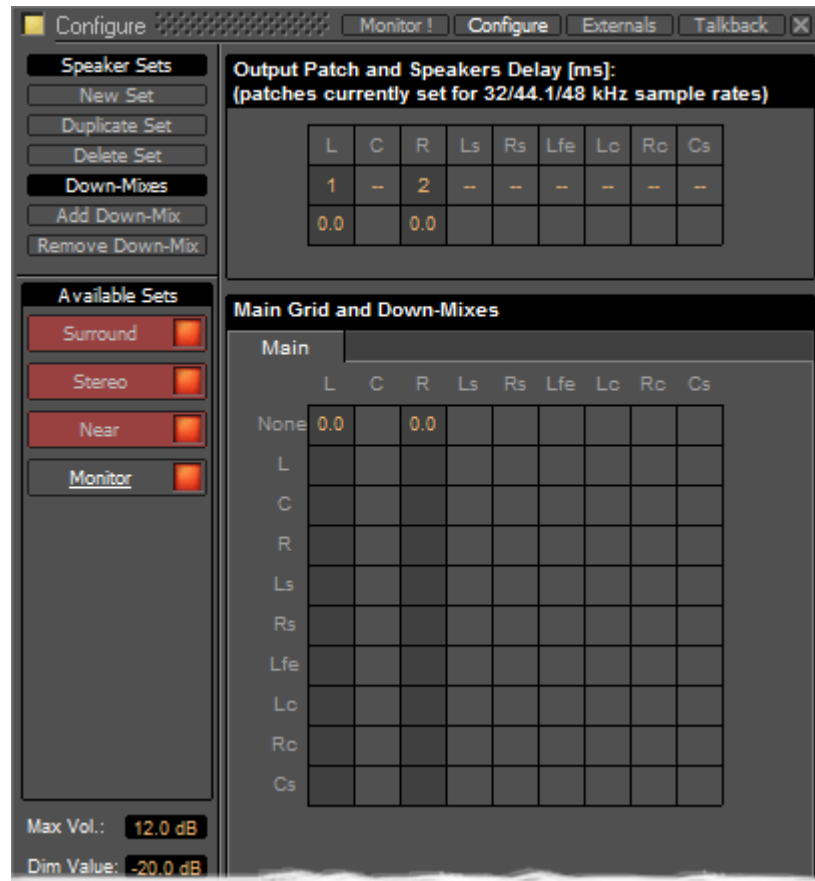 Configure Monitor ! Configure Externals Talkback X
Speaker Sets
New Set
Duplicate Set
Delete Set
Down-Mixes
Add Down-Mix
Remove Down-Mix
Available Sets
Surround
Stereo
Near
Monitor
Max Vol.: 12.0 dB
Dim Value: -20.0 dB
Output Patch and Speakers Delay [ms]:
(patches currently set for 32/44.1/48 kHz sample rates)
L C R Ls Rs Lfe Lc Rc Cs
1 -- 2 -- -- -- -- -- --
0.0 0.0
Main Grid and Down-Mixes
Main
L C R Ls Rs Lfe Lc Rc Cs
None 0.0 0.0
L
C
R
Ls
Rs
Lfe
Lc
Rc
Cs